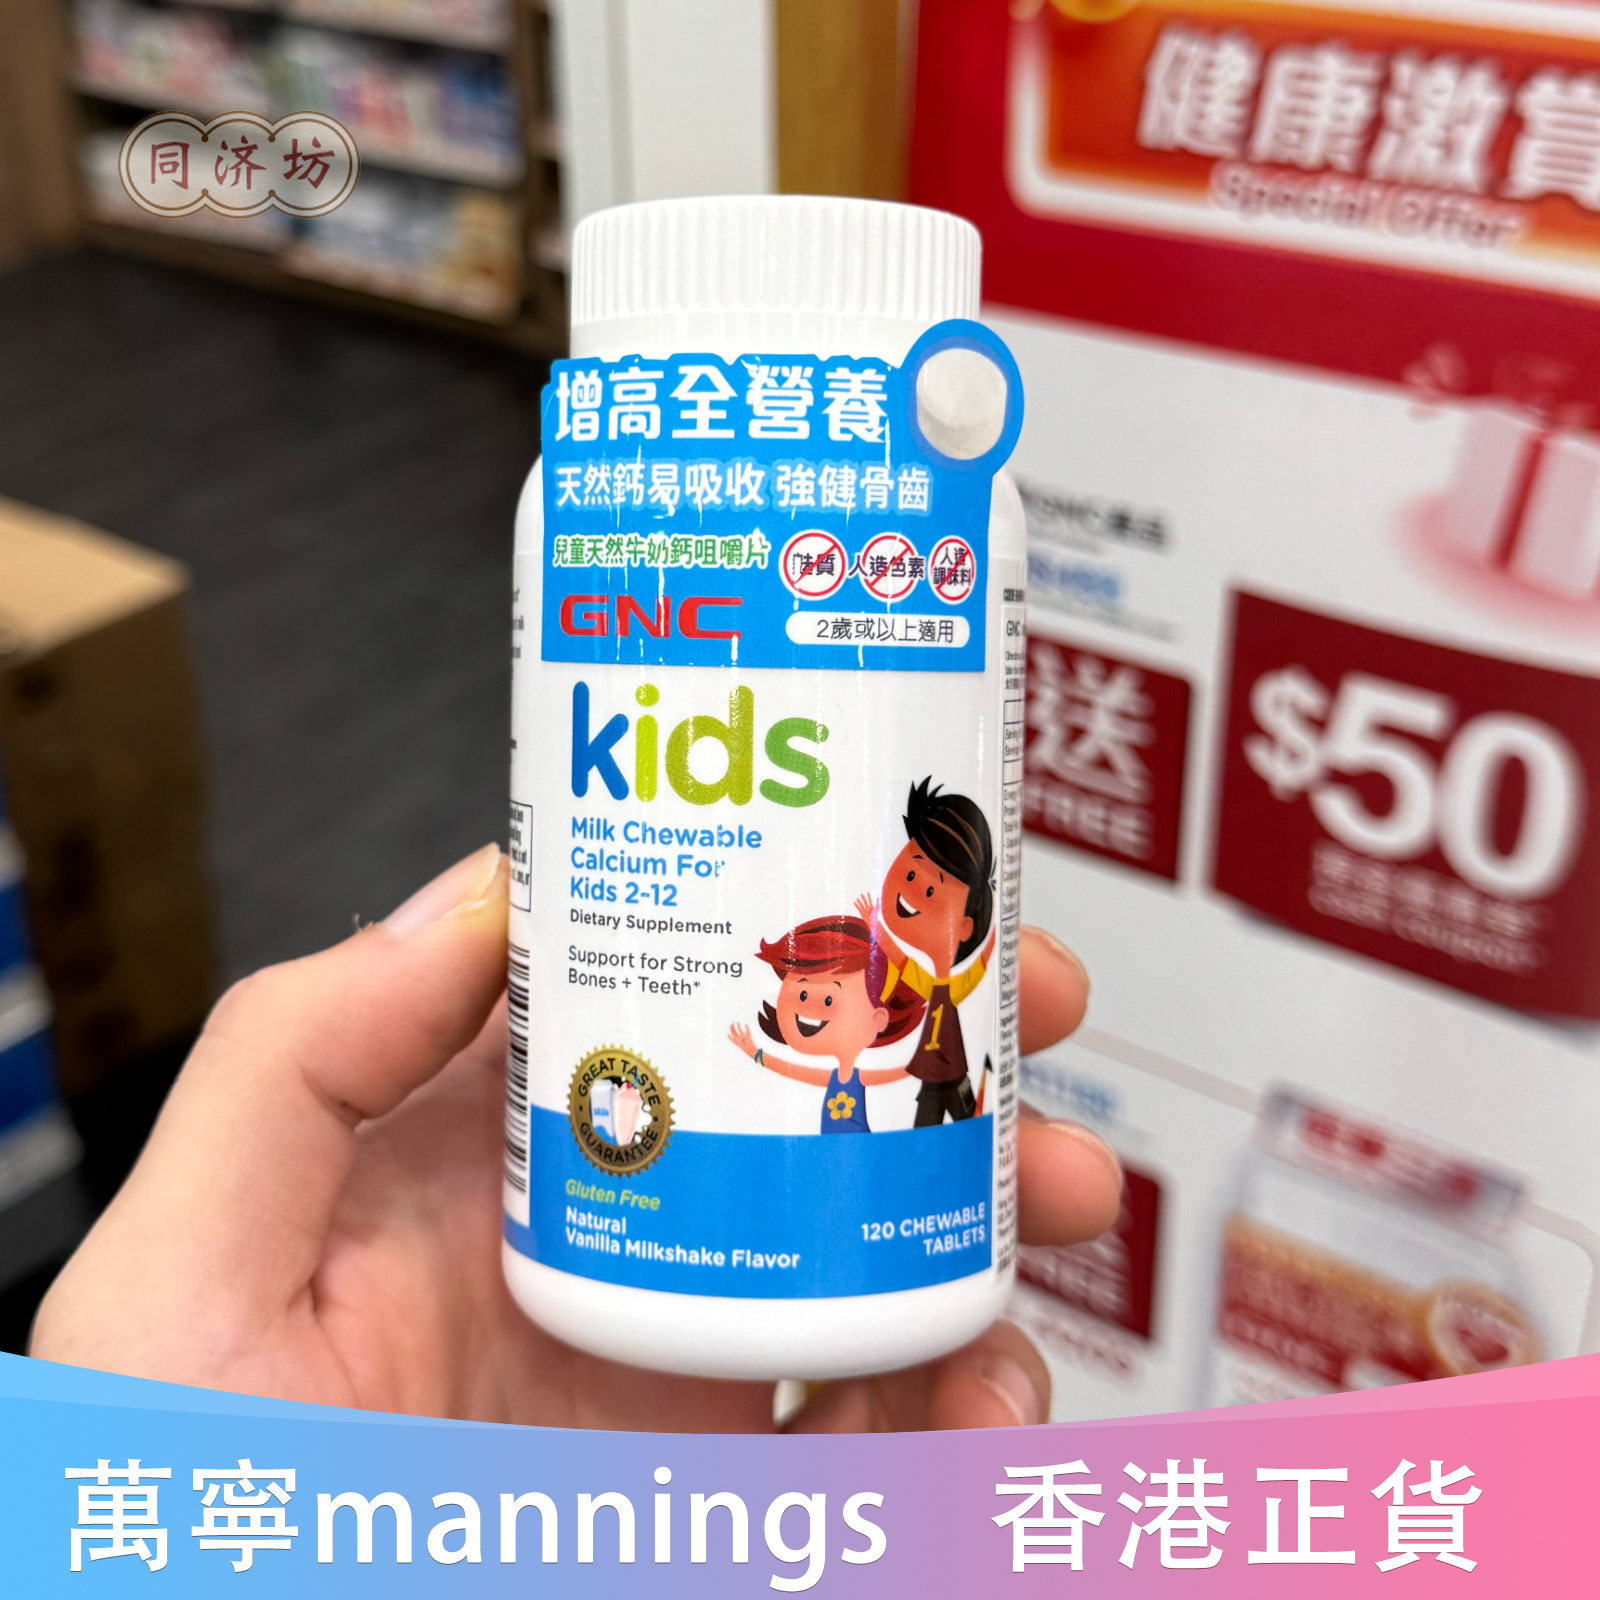 同济坊
健康激賞
Special Offer
增高全營養
天然鈣易吸收 強健骨齒
兒童天然牛奶鈣咀嚼片
味質
人造色素
人造
調味料
GNC
2歲或以上適用
kids
Milk Chewable
Calcium For
Kids 2-12
Dietary Supplement
Support for Strong
Bones + Teeth*
GREAT TASTE
GUARANTEE
Gluten Free
Natural
Vanilla Milkshake Flavor
120 CHEWABLE
TABLETS
送
FREE
$50
萬寧mannings 香港正貨